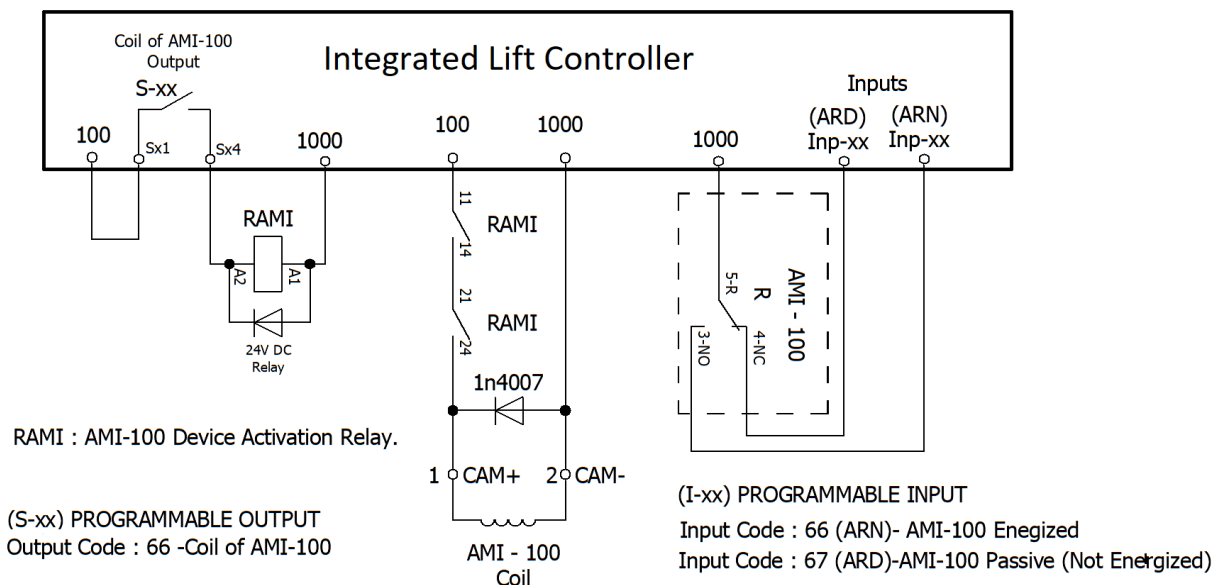 Coil of AMI-100
Output
S-xx
Integrated Lift Controller
Inputs
(ARD)
(ARN)
100
Sx1
Sx4
1000
100
1000
1000
Inp-xx
Inp-xx
RAMI
A2
A1
24V DC
Relay
11
14
RAMI
21
24
RAMI
1n4007
1
CAM+
2
CAM-
AMI - 100
Coil
5-R
R
AMI - 100
3-NO
4-NC
RAMI : AMI-100 Device Activation Relay.
(S-xx) PROGRAMMABLE OUTPUT
Output Code : 66 -Coil of AMI-100
(I-xx) PROGRAMMABLE INPUT
Input Code : 66 (ARN)- AMI-100 Enegized
Input Code : 67 (ARD)-AMI-100 Passive (Not Energized)